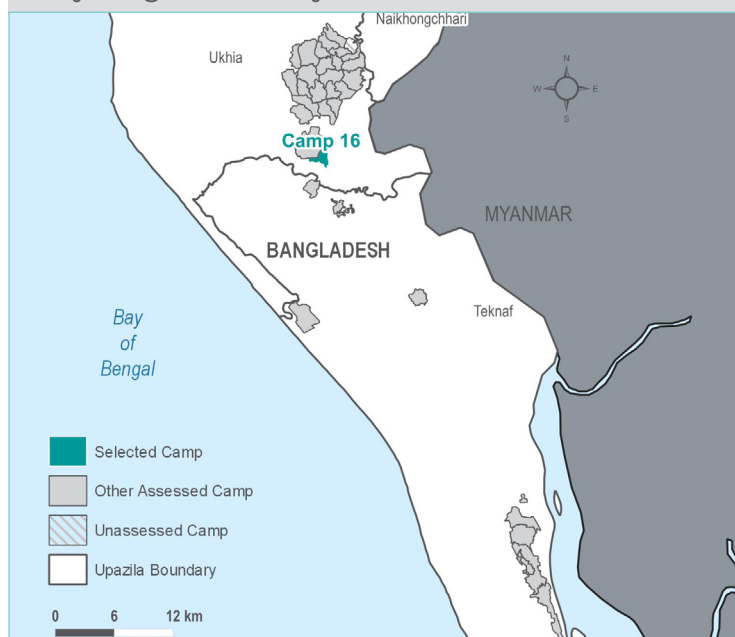 Naikhongchhari
Ukhia
N
W
E
S
Camp 16
MYANMAR
BANGLADESH
Teknaf
Bay
of
Bengal
Selected Camp
Other Assessed Camp
Unassessed Camp
Upazila Boundary
0 6 12 km